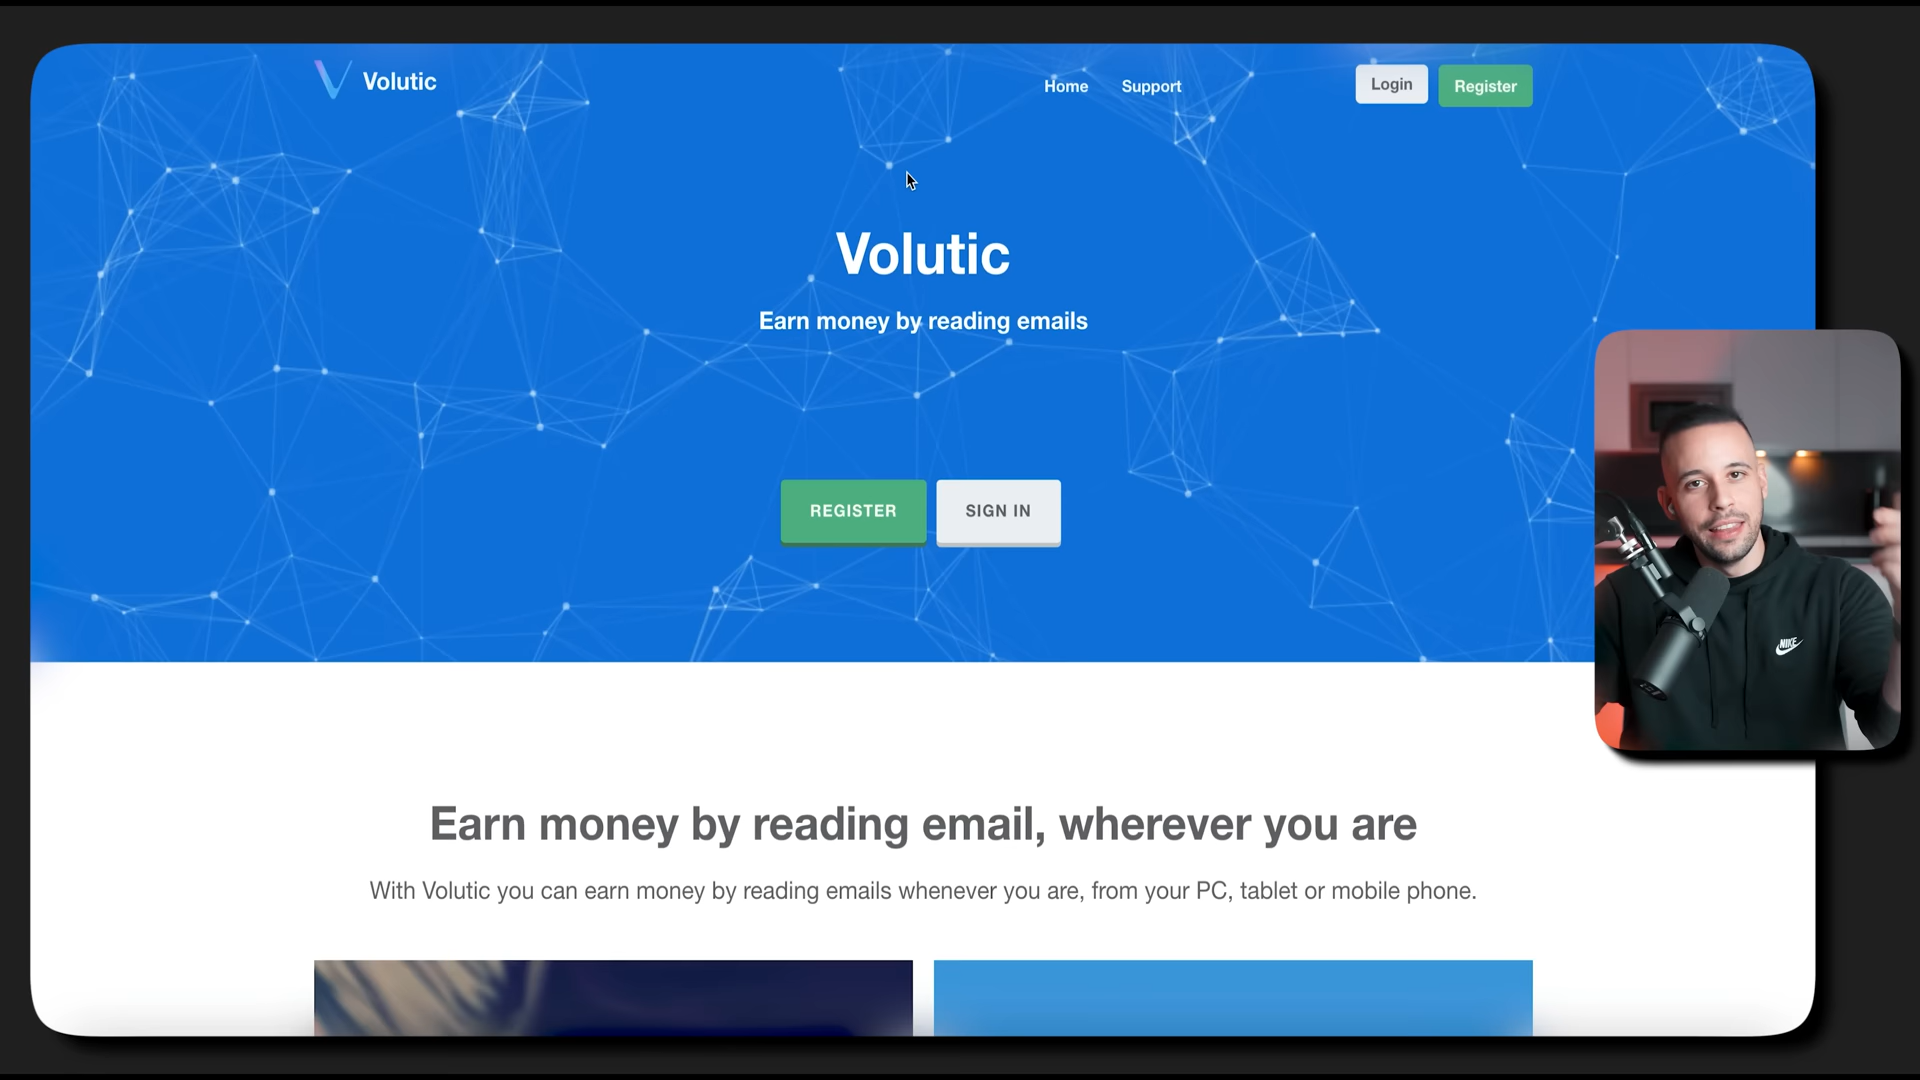 Volutic
Home
Support
Login
Register
Volutic
Earn money by reading emails
REGISTER
SIGN IN
NIKE
Earn money by reading email, wherever you are
With Volutic you can earn money by reading emails whenever you are, from your PC, tablet or mobile phone.